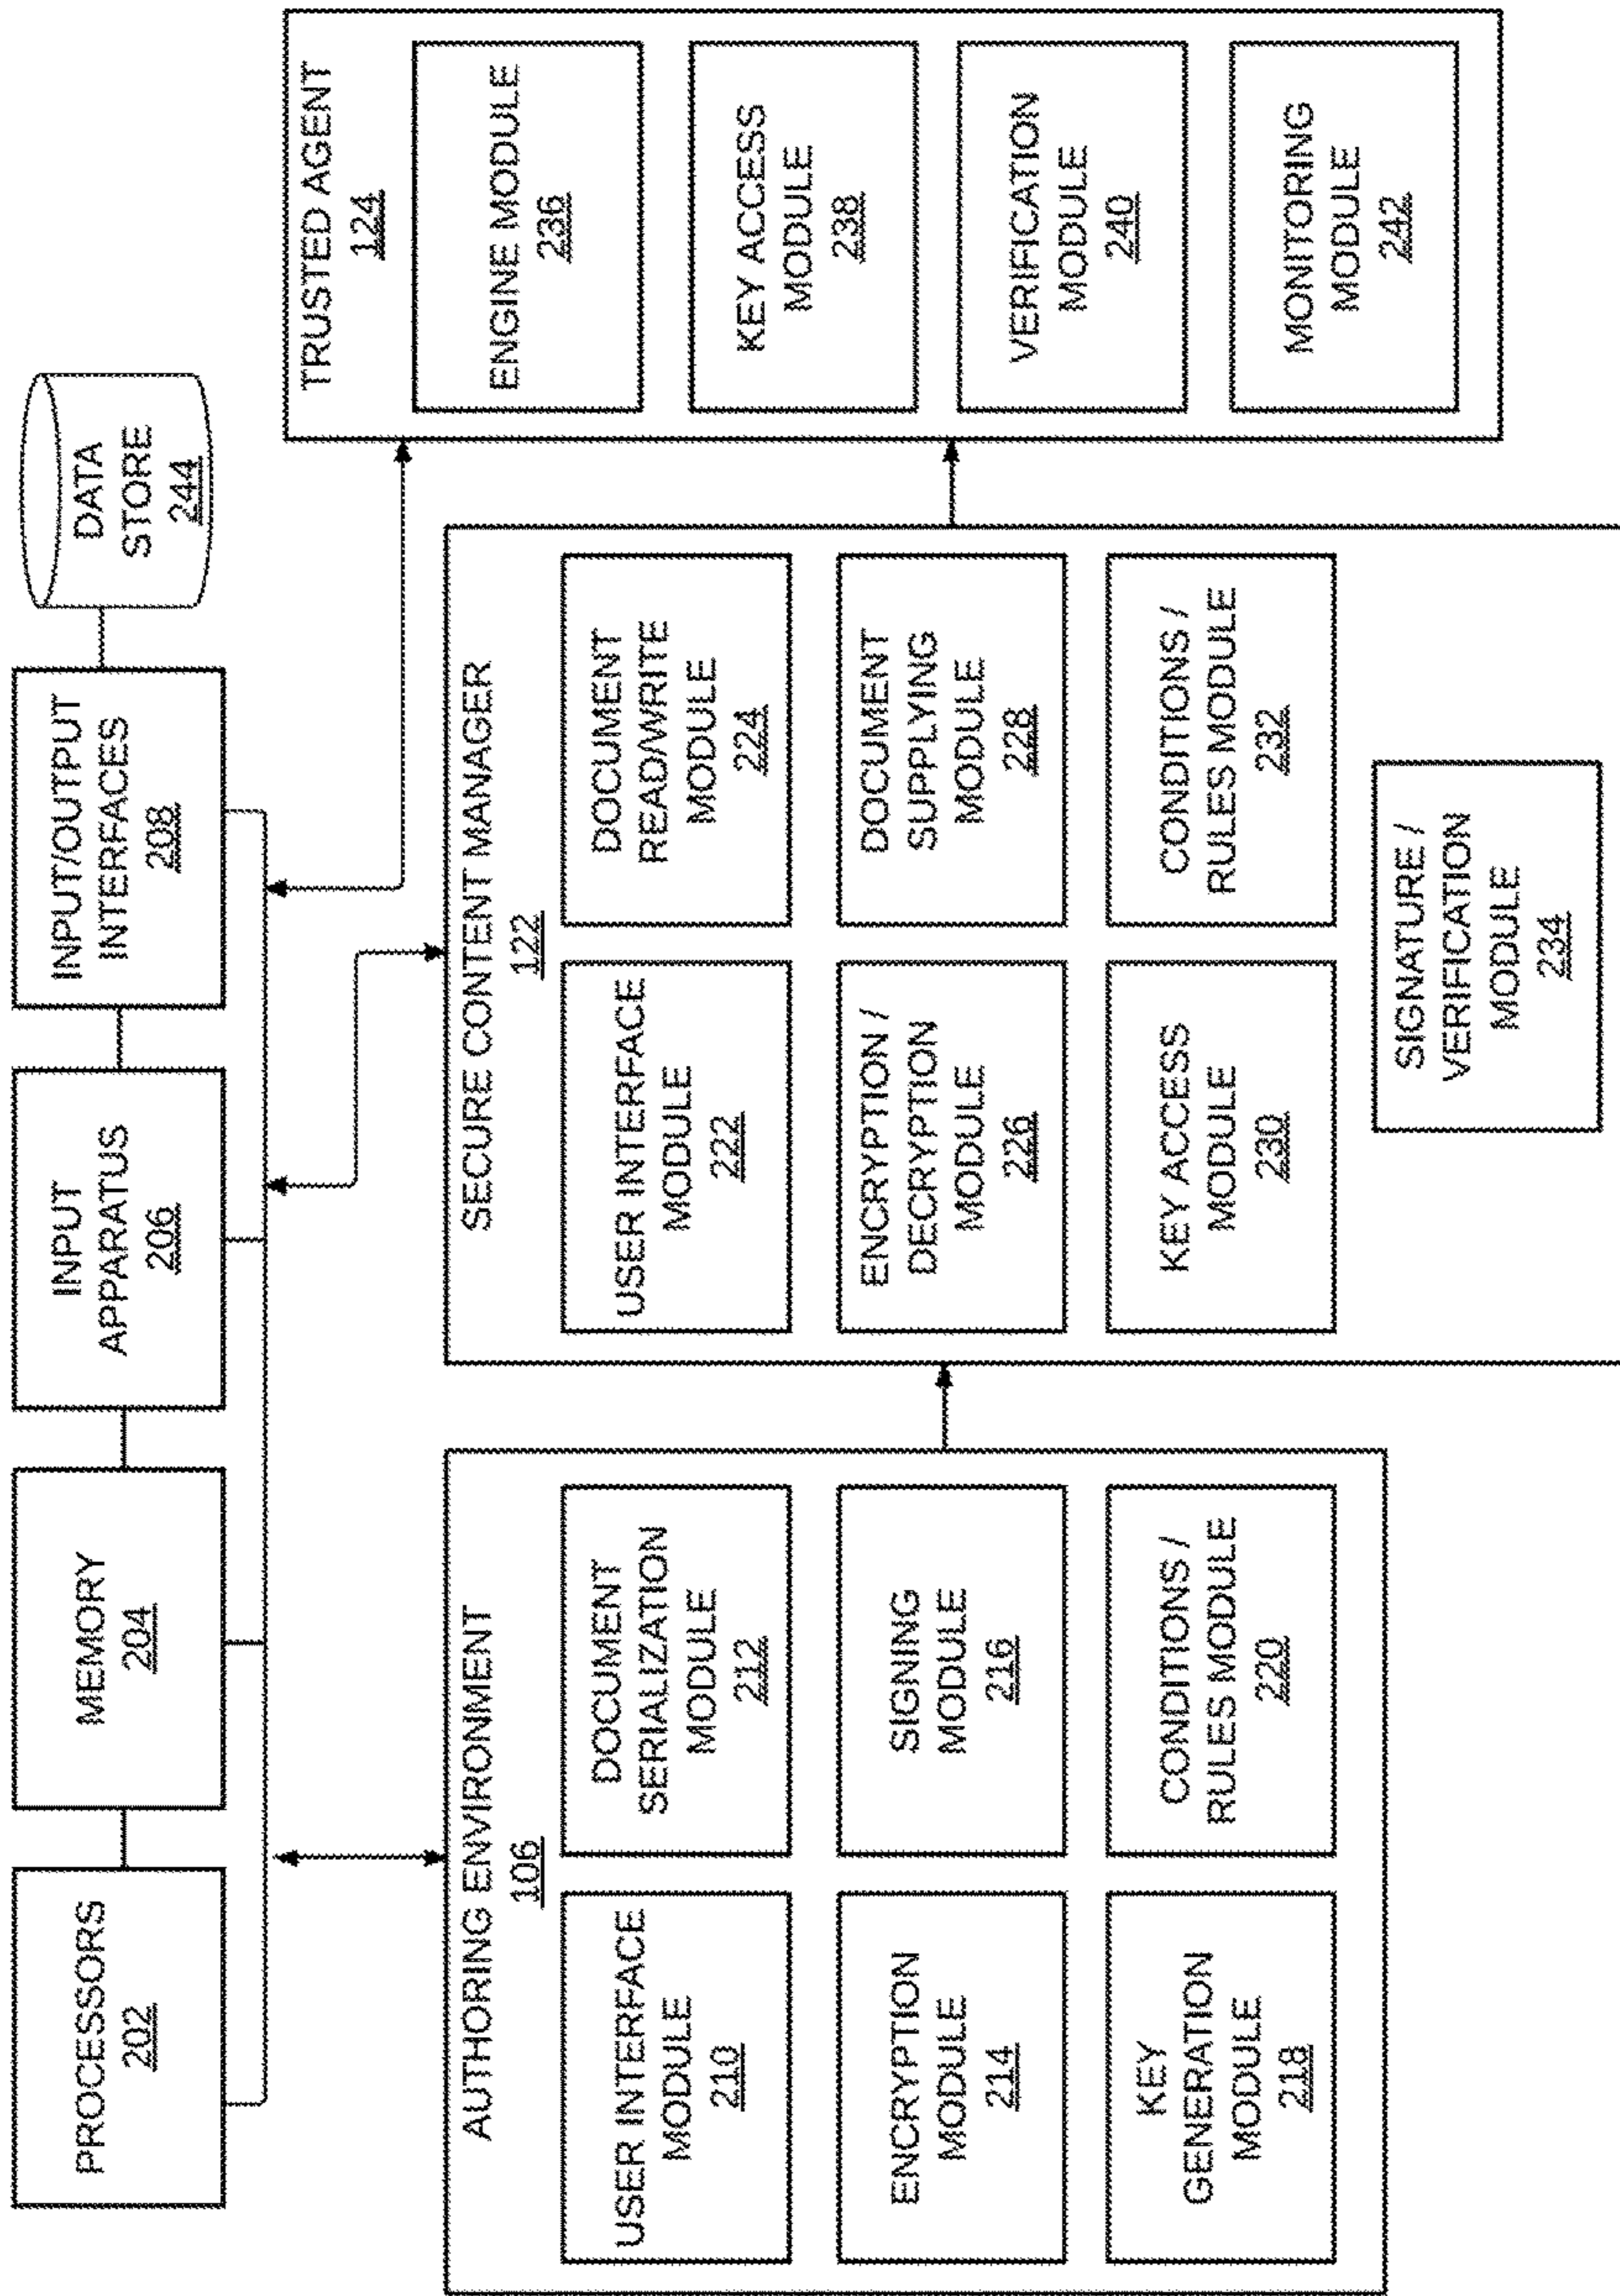 PROCESSORS
202
MEMORY
204
INPUT
APPARATUS
206
INPUT/OUTPUT
INTERFACES
208
DATA
STORE
244
AUTHORING ENVIRONMENT
106
USER INTERFACE
MODULE
210
DOCUMENT
SERIALIZATION
MODULE
212
ENCRYPTION
MODULE
214
SIGNING
MODULE
216
KEY
GENERATION
MODULE
218
CONDITIONS /
RULES MODULE
220
SECURE CONTENT MANAGER
122
USER INTERFACE
MODULE
222
DOCUMENT
READ/WRITE
MODULE
224
ENCRYPTION /
DECRYPTION
MODULE
226
DOCUMENT
SUPPLYING
MODULE
228
KEY ACCESS
MODULE
230
CONDITIONS /
RULES MODULE
232
SIGNATURE /
VERIFICATION
MODULE
234
TRUSTED AGENT
124
ENGINE MODULE
236
KEY ACCESS
MODULE
238
VERIFICATION
MODULE
240
MONITORING
MODULE
242